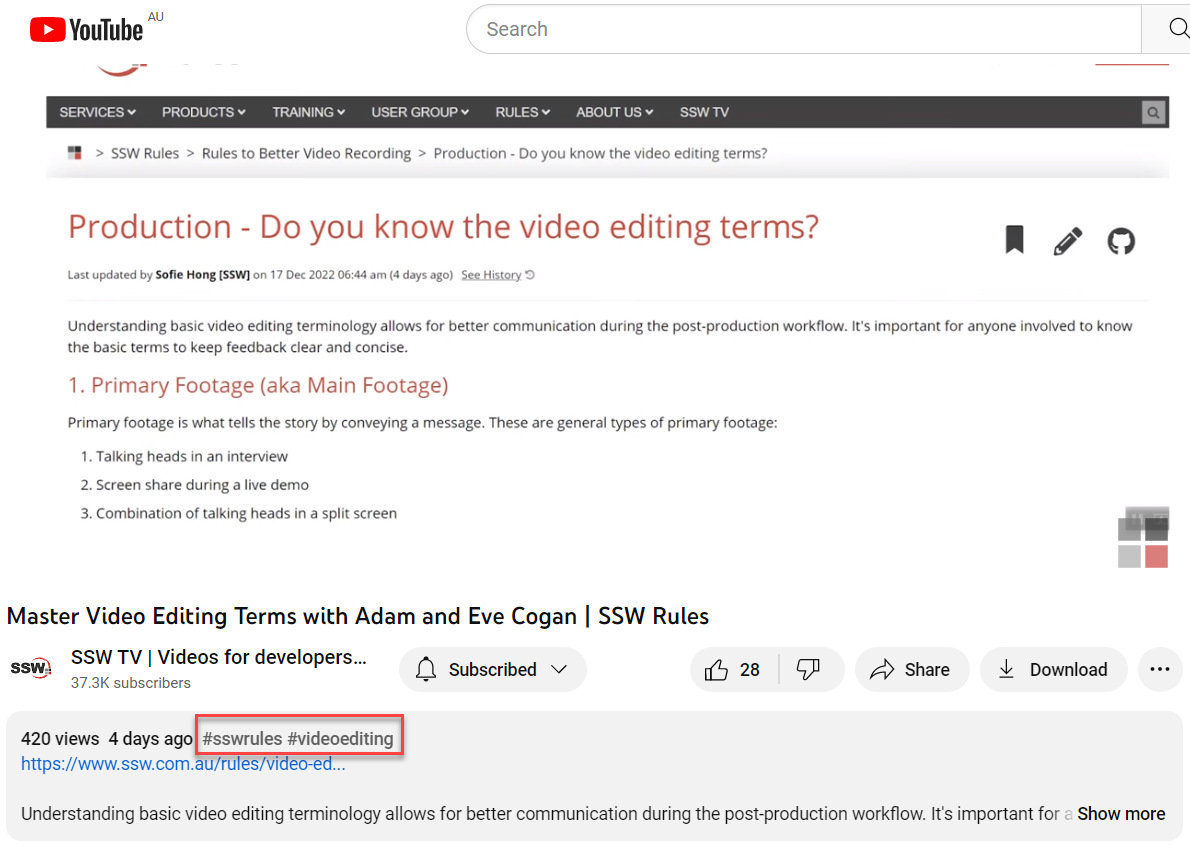 YouTube AU
Search
SERVICES PRODUCTS TRAINING USER GROUP RULES ABOUT US SSW TV
> SSW Rules > Rules to Better Video Recording > Production - Do you know the video editing terms?
Production - Do you know the video editing terms?
Last updated by Sofie Hong [SSW] on 17 Dec 2022 06:44 am (4 days ago) See History
Understanding basic video editing terminology allows for better communication during the post-production workflow. It's important for anyone involved to know
the basic terms to keep feedback clear and concise.
1. Primary Footage (aka Main Footage)
Primary footage is what tells the story by conveying a message. These are general types of primary footage:
1. Talking heads in an interview
2. Screen share during a live demo
3. Combination of talking heads in a split screen
Master Video Editing Terms with Adam and Eve Cogan | SSW Rules
SSW
SSW TV | Videos for developers...
37.3K subscribers
Subscribed
28
Share
Download
420 views 4 days ago #sswrules #videoediting
https://www.ssw.com.au/rules/video-ed...
Understanding basic video editing terminology allows for better communication during the post-production workflow. It's important for a Show more